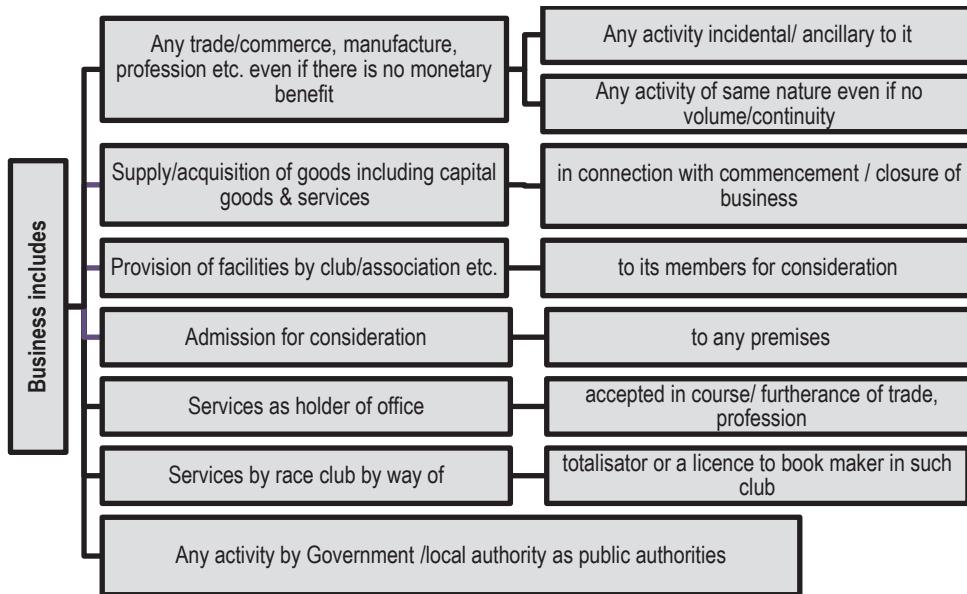 Business includes
Any trade/commerce, manufacture,
profession etc. even if there is no monetary
benefit
Any activity incidental/ ancillary to it
Any activity of same nature even if no
volume/continuity
Supply/acquisition of goods including capital
goods & services
in connection with commencement / closure of
business
Provision of facilities by club/association etc.
to its members for consideration
Admission for consideration
to any premises
Services as holder of office
accepted in course/ furtherance of trade,
profession
Services by race club by way of
totalisator or a licence to book maker in such
club
Any activity by Government /local authority as public authorities